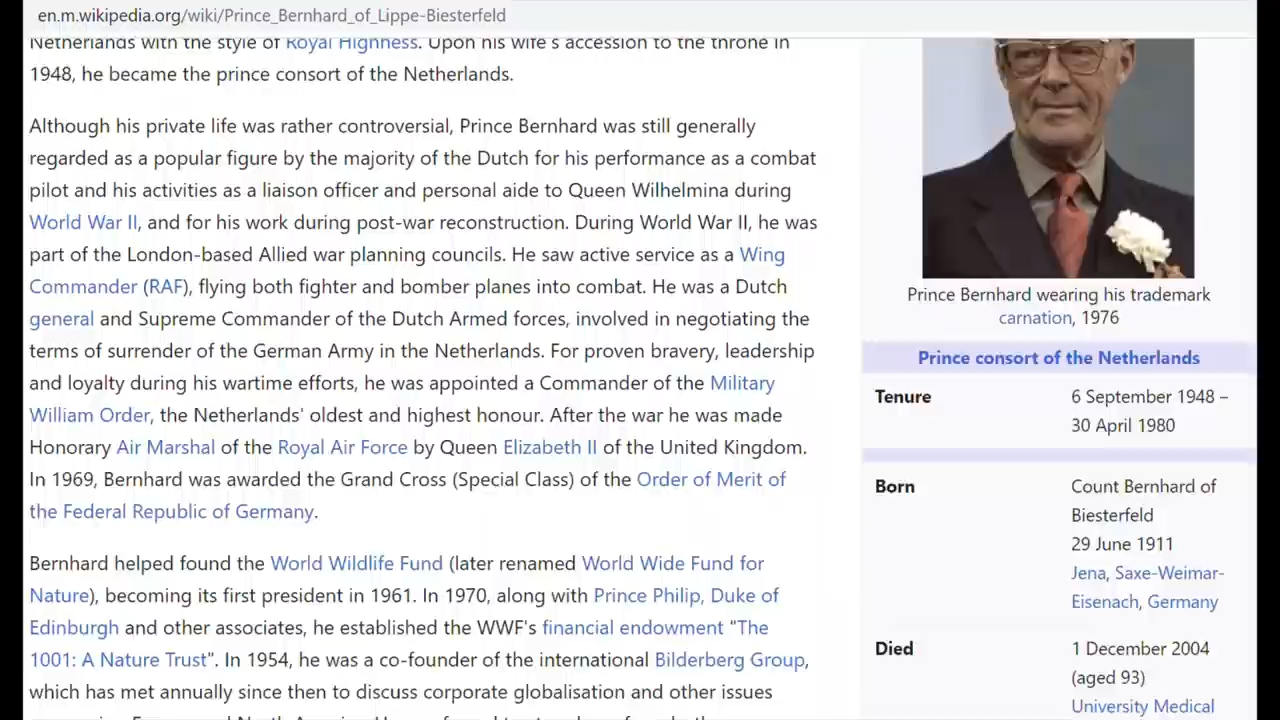 en.m.wikipedia.org/wiki/Prince_Bernhard_of_Lippe-Biesterfeld
Netherlands with the style of Royal Highness. Upon his wife's accession to the throne in
1948, he became the prince consort of the Netherlands.
Although his private life was rather controversial, Prince Bernhard was still generally
regarded as a popular figure by the majority of the Dutch for his performance as a combat
pilot and his activities as a liaison officer and personal aide to Queen Wilhelmina during
World War II, and for his work during post-war reconstruction. During World War II, he was
part of the London-based Allied war planning councils. He saw active service as a Wing
Commander (RAF), flying both fighter and bomber planes into combat. He was a Dutch
general and Supreme Commander of the Dutch Armed forces, involved in negotiating the
terms of surrender of the German Army in the Netherlands. For proven bravery, leadership
and loyalty during his wartime efforts, he was appointed a Commander of the Military
William Order, the Netherlands' oldest and highest honour. After the war he was made
Honorary Air Marshal of the Royal Air Force by Queen Elizabeth II of the United Kingdom.
In 1969, Bernhard was awarded the Grand Cross (Special Class) of the Order of Merit of
the Federal Republic of Germany.
Bernhard helped found the World Wildlife Fund (later renamed World Wide Fund for
Nature), becoming its first president in 1961. In 1970, along with Prince Philip, Duke of
Edinburgh and other associates, he established the WWF's financial endowment "The
1001: A Nature Trust". In 1954, he was a co-founder of the international Bilderberg Group,
which has met annually since then to discuss corporate globalisation and other issues
Prince Bernhard wearing his trademark
carnation, 1976
Prince consort of the Netherlands
Tenure
6 September 1948 –
30 April 1980
Born
Count Bernhard of
Biesterfeld
29 June 1911
Jena, Saxe-Weimar-
Eisenach, Germany
Died
1 December 2004
(aged 93)
University Medical